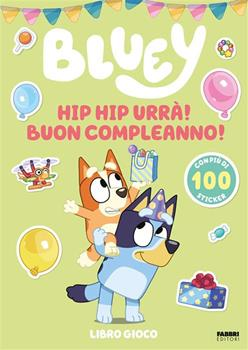 BLUEY
HIP HIP URRÀ!
BUON COMPLEANNO!
CON PIÙ DI
100
STICKER
LIBRO GIOCO
FABBRI
EDITORI